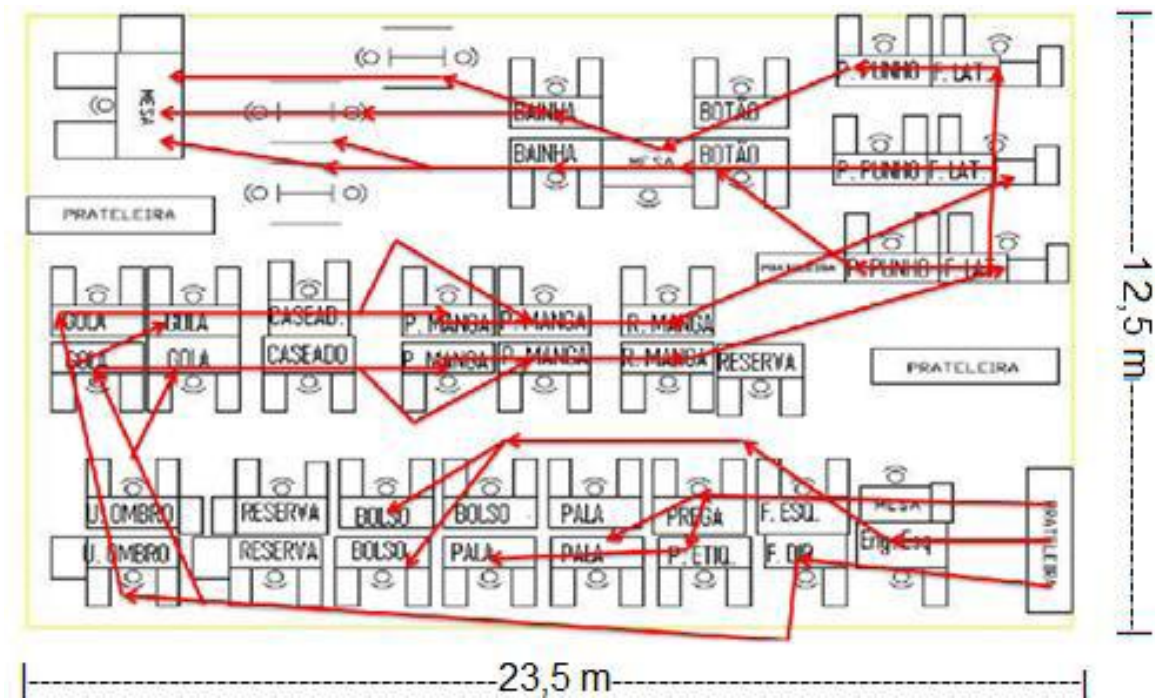 P. PUNHO F. LAT.
MESA
BAINHA BOTÃO
BAINHA MESA BOTÃO
P. PUNHO F. LAT.
PRATELEIRA
PRATELEIRA P. PUNHO F. LAT.
GOLA GOLA CASEAD. P. MANGA P. MANGA R. MANGA
GOLA GOLA CASEADO P. MANGA P. MANGA R. MANGA RESERVA
PRATELEIRA
12,5 m
U. OMBRO RESERVA BOLSO BOLSO PALA PREGA F. ESQ. MESA
U. OMBRO RESERVA BOLSO PALA PALA P. ETIQ. F. DIR. Eng. Esq
PRATELEIRA
23,5 m